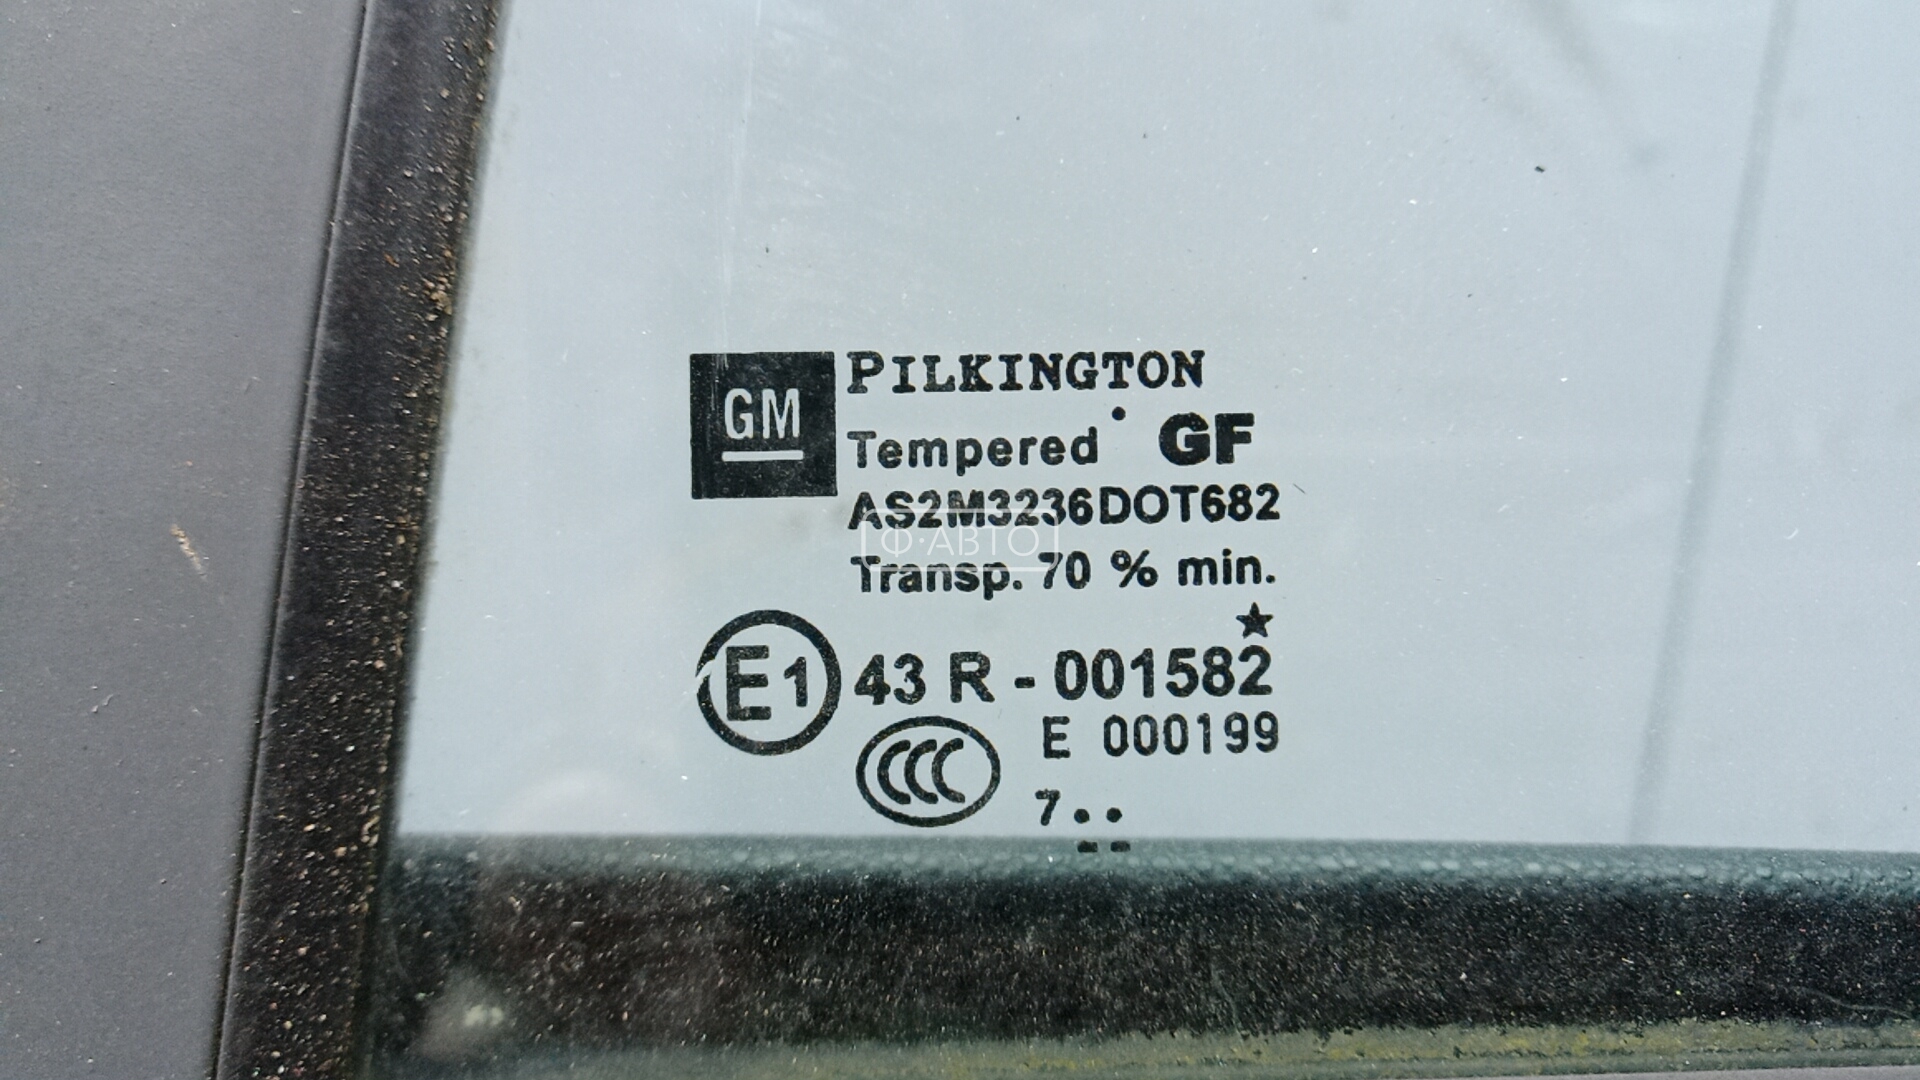 GM
PILKINGTON
Tempered GF
AS2M3236DOT682
Ф·АВТО
Transp. 70 % min.
★
E1 43 R - 001582
CCC E 000199
7..